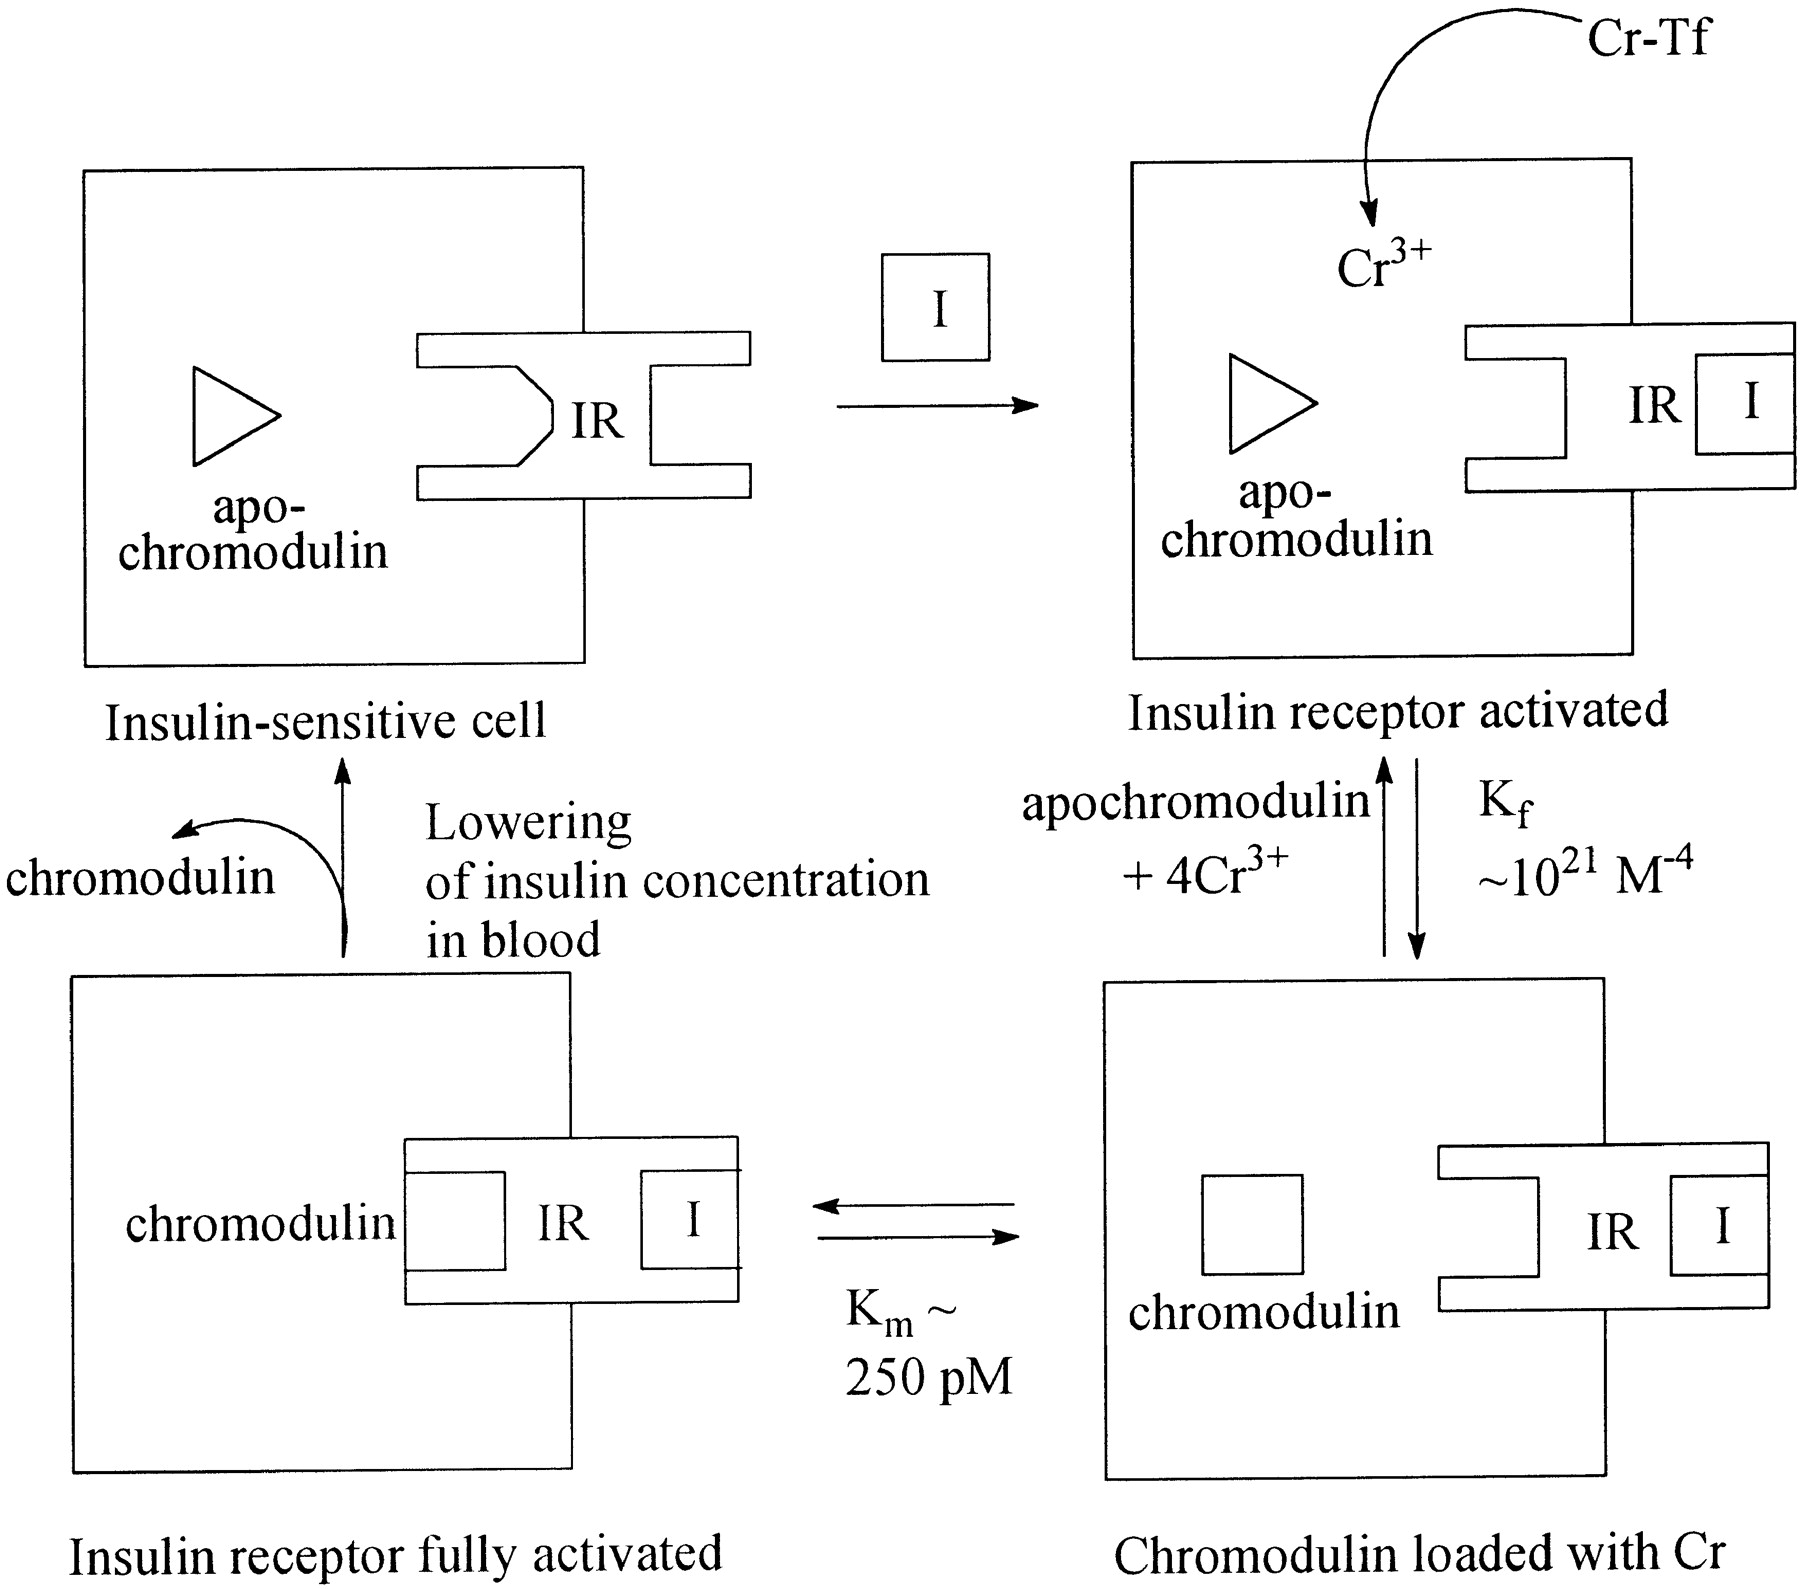 Cr-Tf
Cr³⁺
I
IR
apo-
chromodulin
IR
I
apo-
chromodulin
Insulin-sensitive cell
Insulin receptor activated
chromodulin
Lowering
of insulin concentration
in blood
apochromodulin
+ 4Cr³⁺
K_f
~10²¹ M⁻⁴
chromodulin
IR
I
K_m ~
250 pM
IR
I
chromodulin
Insulin receptor fully activated
Chromodulin loaded with Cr